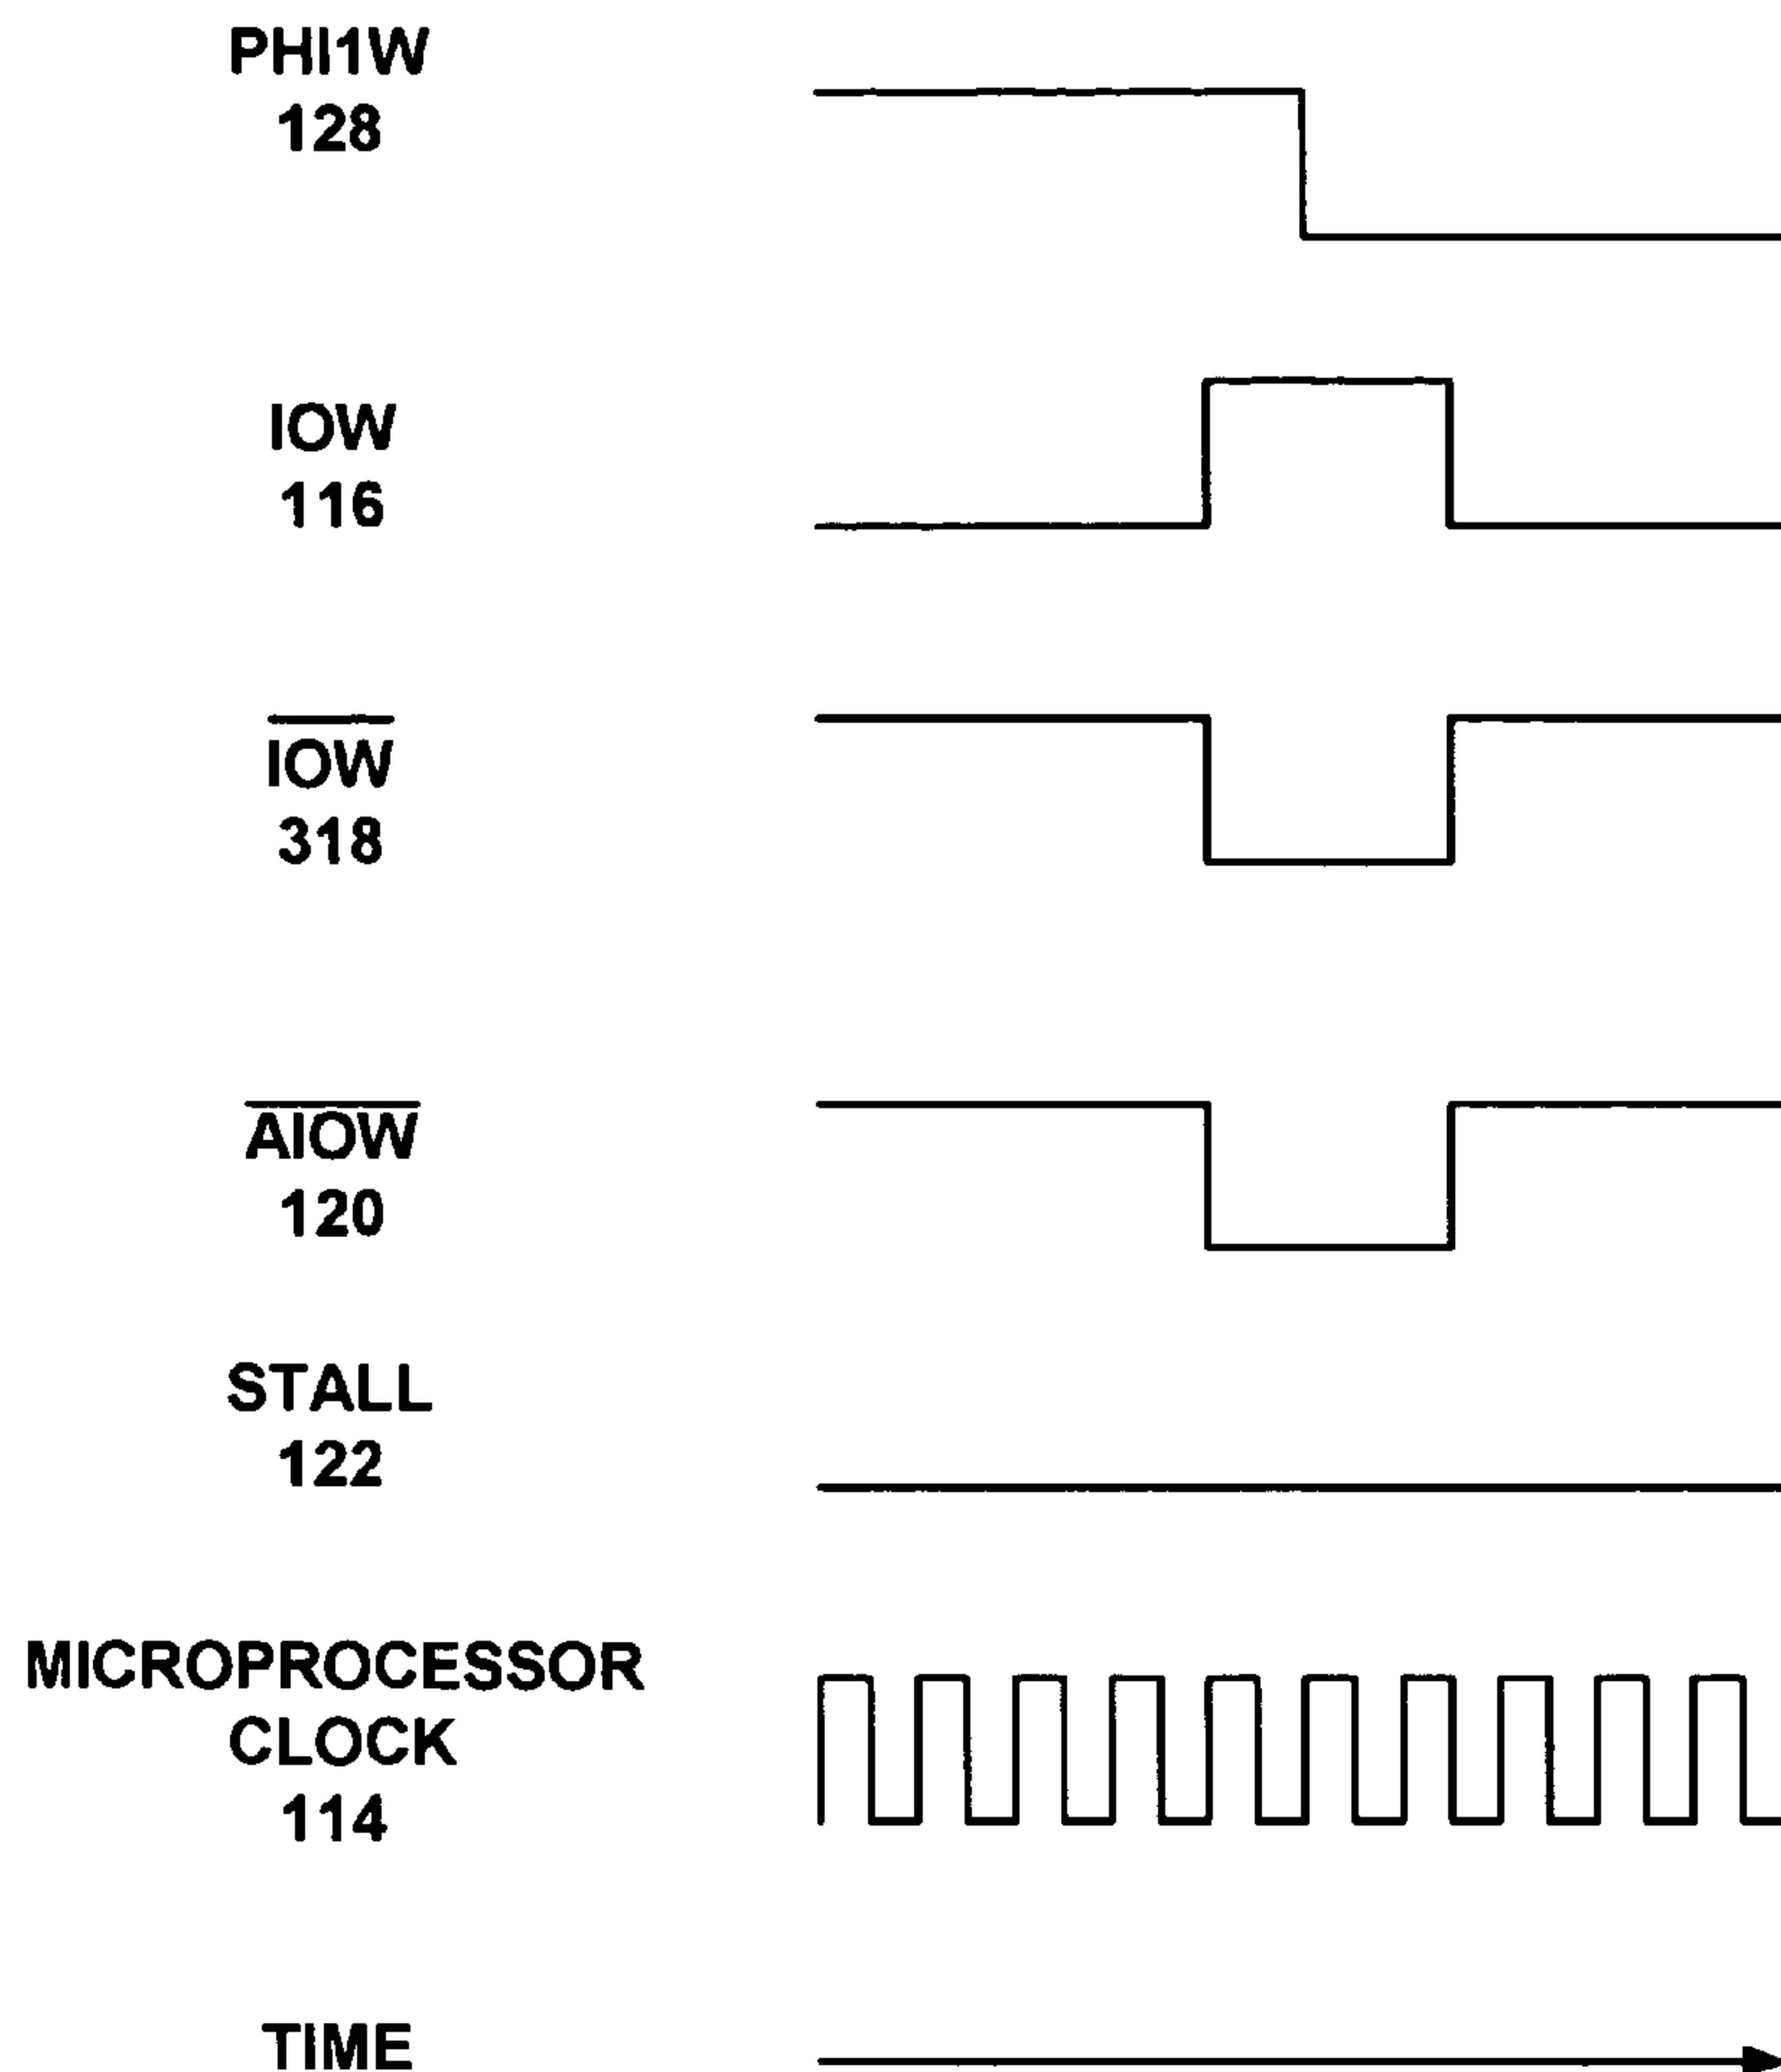 PHI1W
128
IOW
116
IOW
318
AIOW
120
STALL
122
MICROPROCESSOR
CLOCK
114
TIME